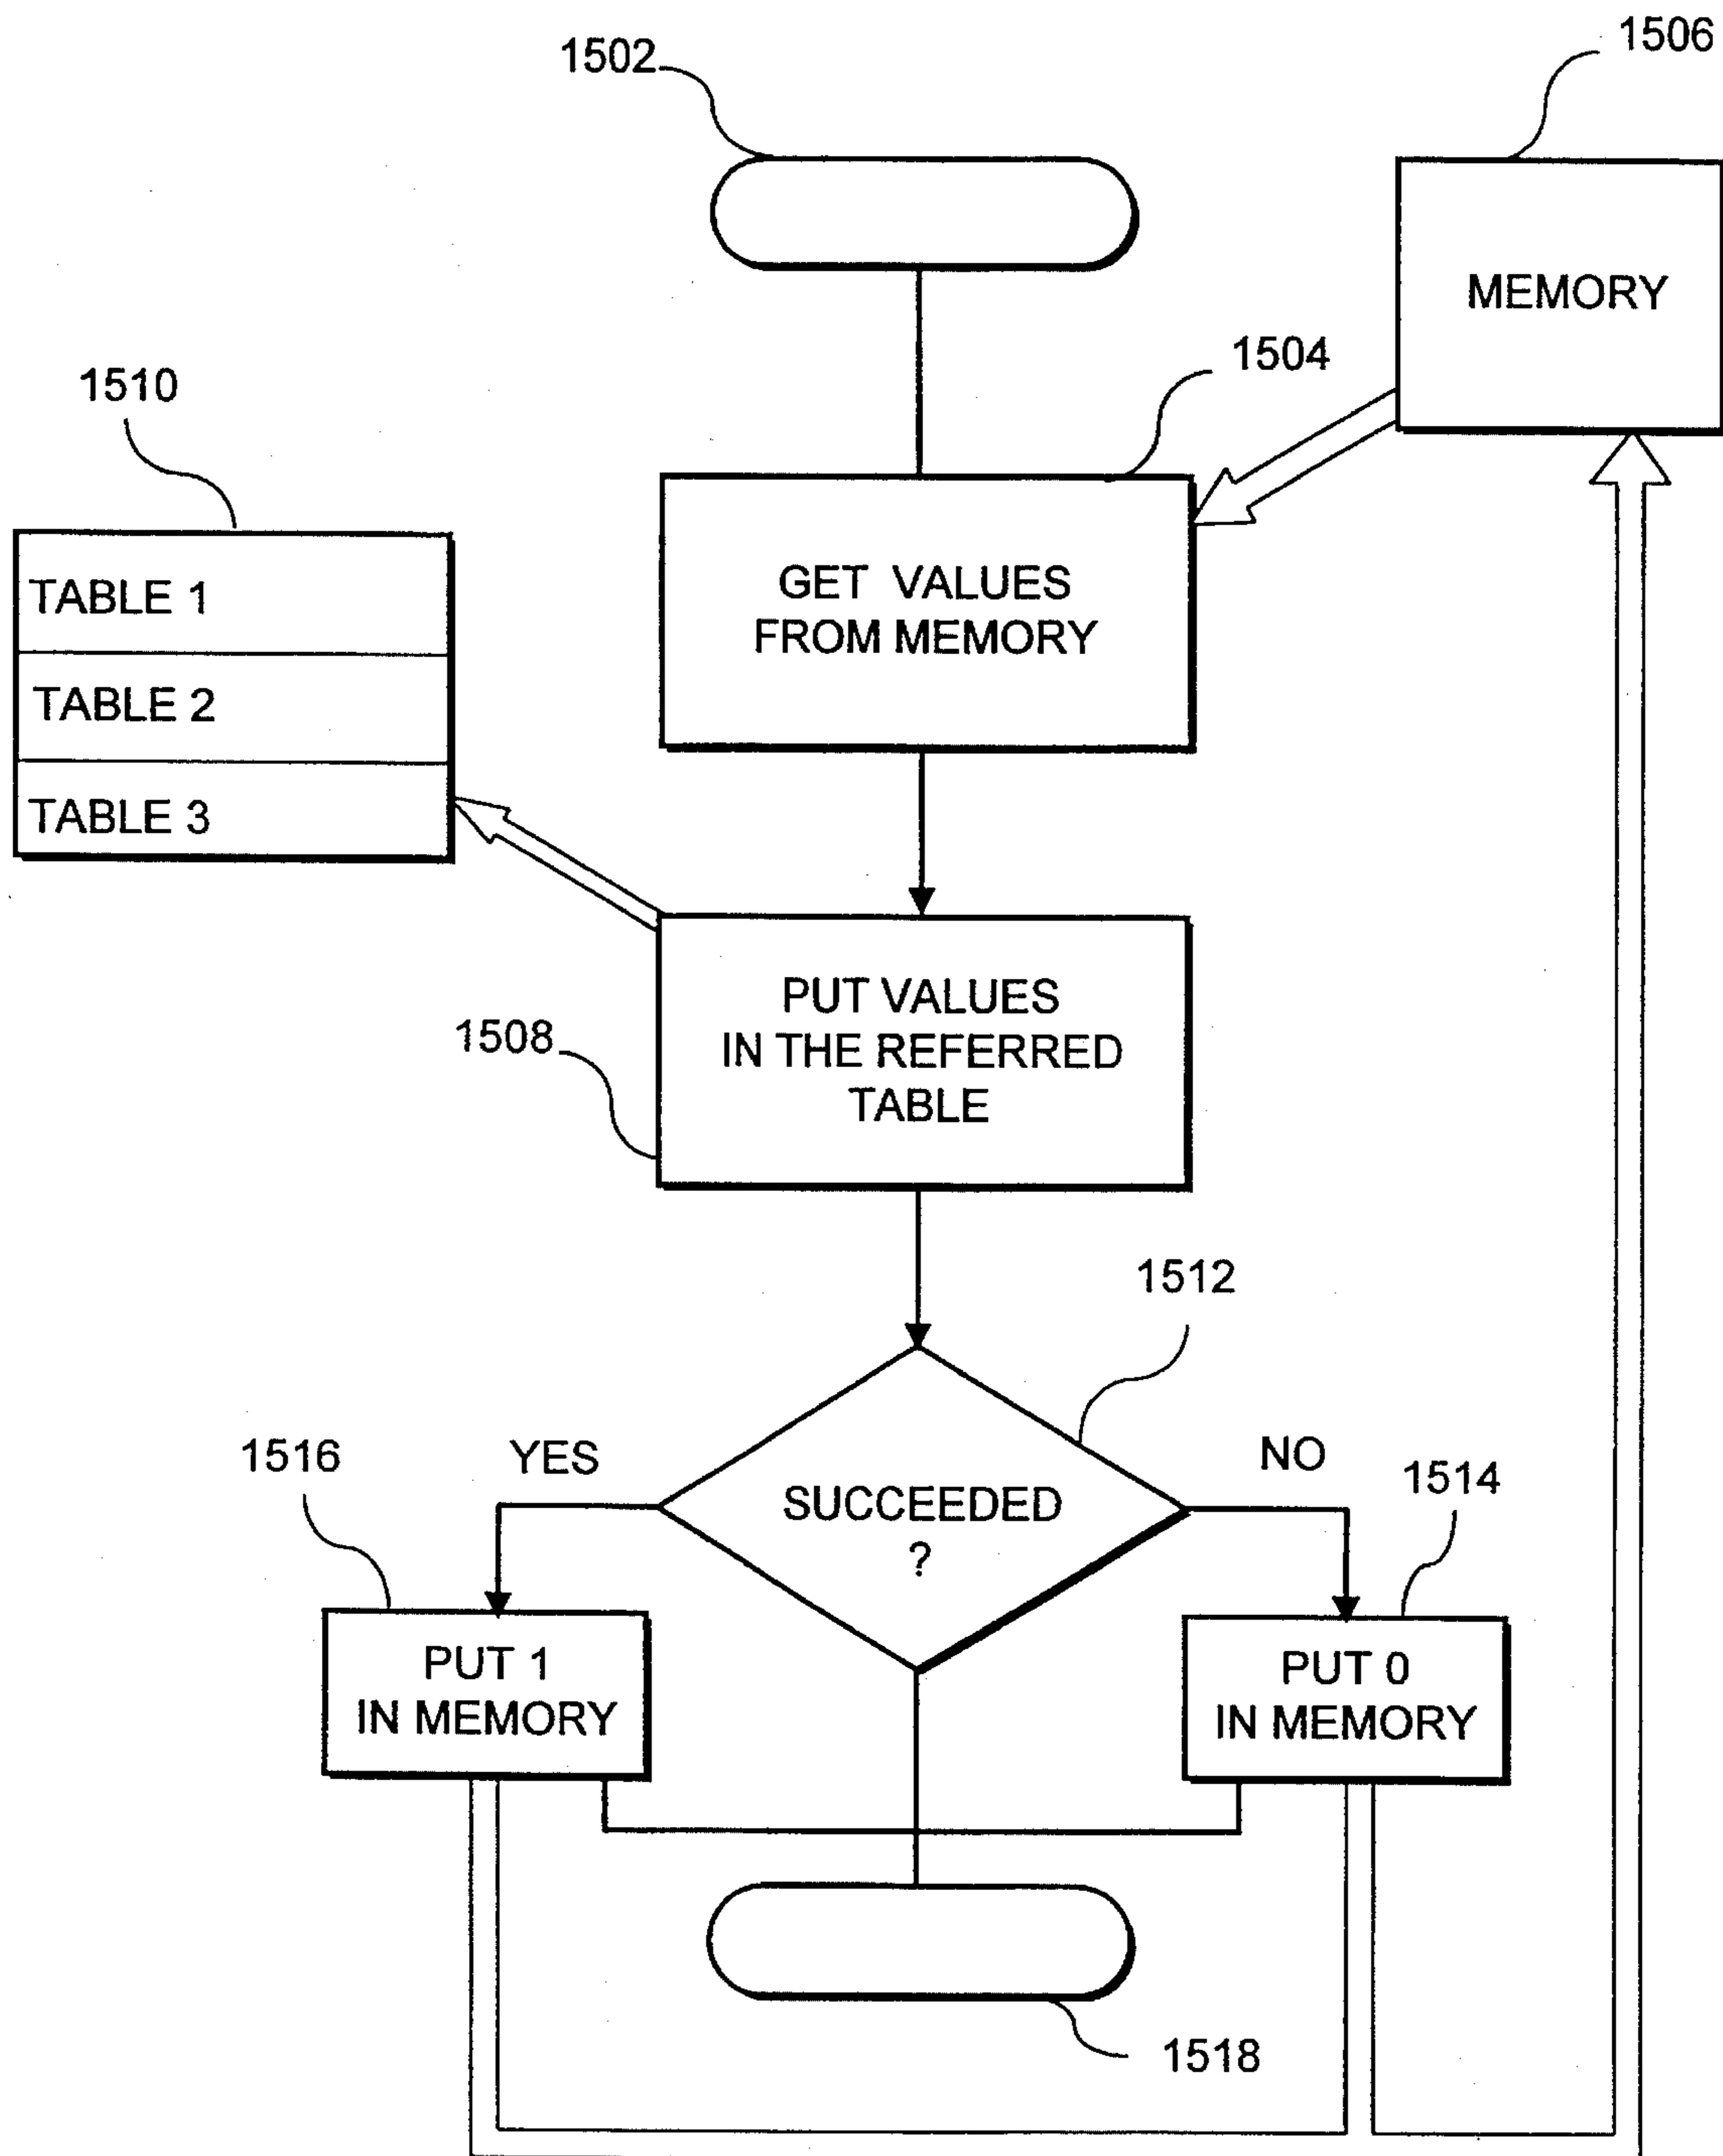 1502
1506
MEMORY
1504
1510
TABLE 1
TABLE 2
TABLE 3
GET VALUES
FROM MEMORY
PUT VALUES
IN THE REFERRED
TABLE
1508
1512
1516
YES
NO
1514
SUCCEEDED
?
PUT 1
IN MEMORY
PUT 0
IN MEMORY
1518